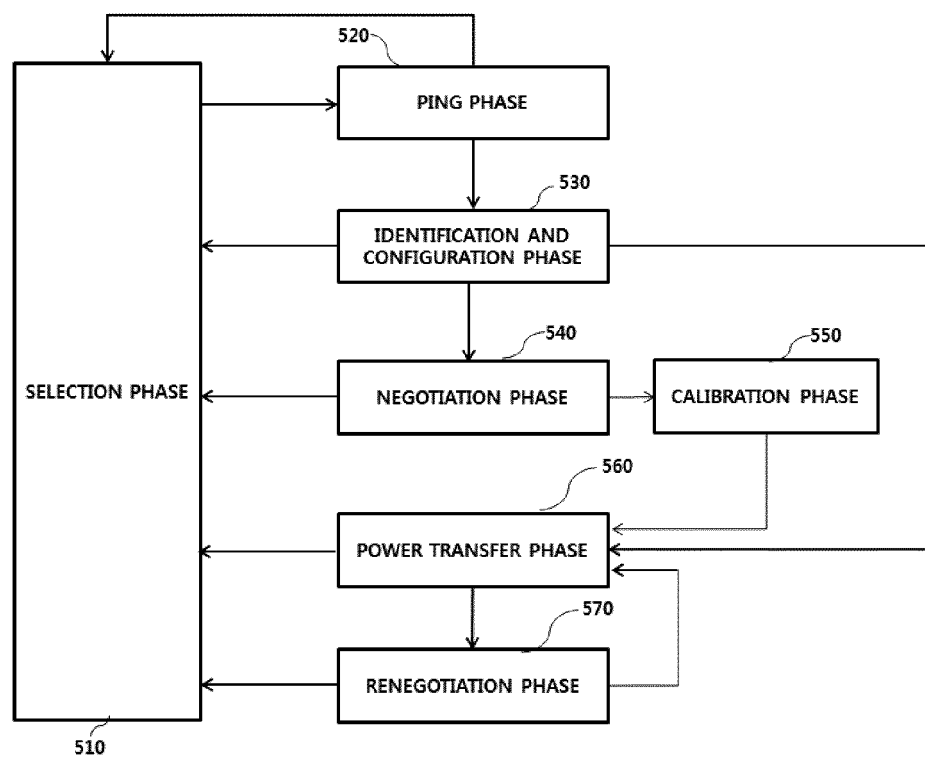 520
PING PHASE
530
IDENTIFICATION AND
CONFIGURATION PHASE
540
NEGOTIATION PHASE
550
CALIBRATION PHASE
SELECTION PHASE
560
POWER TRANSFER PHASE
570
RENEGOTIATION PHASE
510